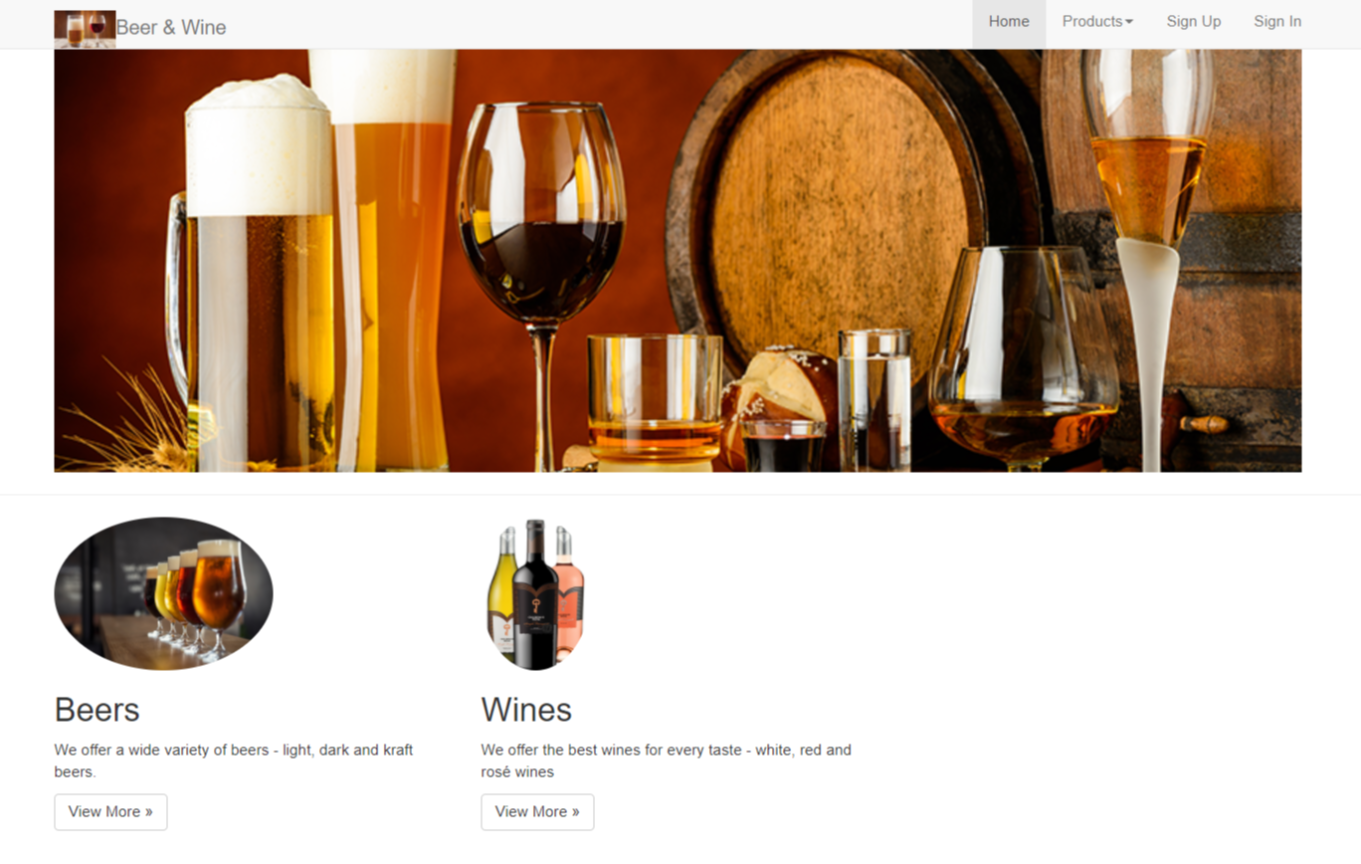 Beer & Wine
Home Products Sign Up Sign In
Beers
We offer a wide variety of beers - light, dark and kraft
beers.
View More »
Wines
We offer the best wines for every taste - white, red and
rosé wines
View More »